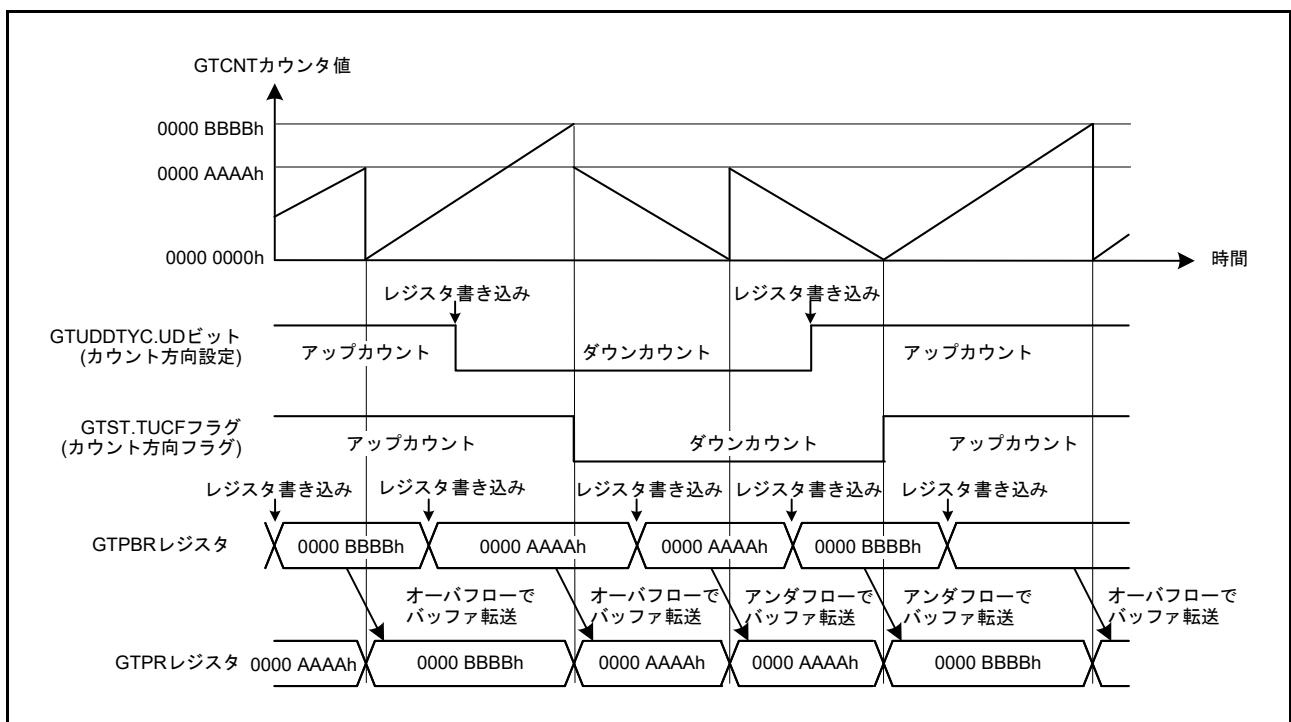 GTCNTカウンタ値
0000 BBBBh
0000 AAAAh
0000 0000h
時間
レジスタ書き込み レジスタ書き込み
GTUDDTYC.UDビット
(カウント方向設定)
アップカウント ダウンカウント アップカウント
GTST.TUCFフラグ
(カウント方向フラグ)
アップカウント ダウンカウント アップカウント
レジスタ書き込み レジスタ書き込み レジスタ書き込み レジスタ書き込み レジスタ書き込み
GTPBRレジスタ 0000 BBBBh 0000 AAAAh 0000 AAAAh 0000 BBBBh
オーバフローで オーバフローで アンダフローで アンダフローで オーバフローで
バッファ転送 バッファ転送 バッファ転送 バッファ転送 バッファ転送
GTPRレジスタ 0000 AAAAh 0000 BBBBh 0000 AAAAh 0000 AAAAh 0000 BBBBh